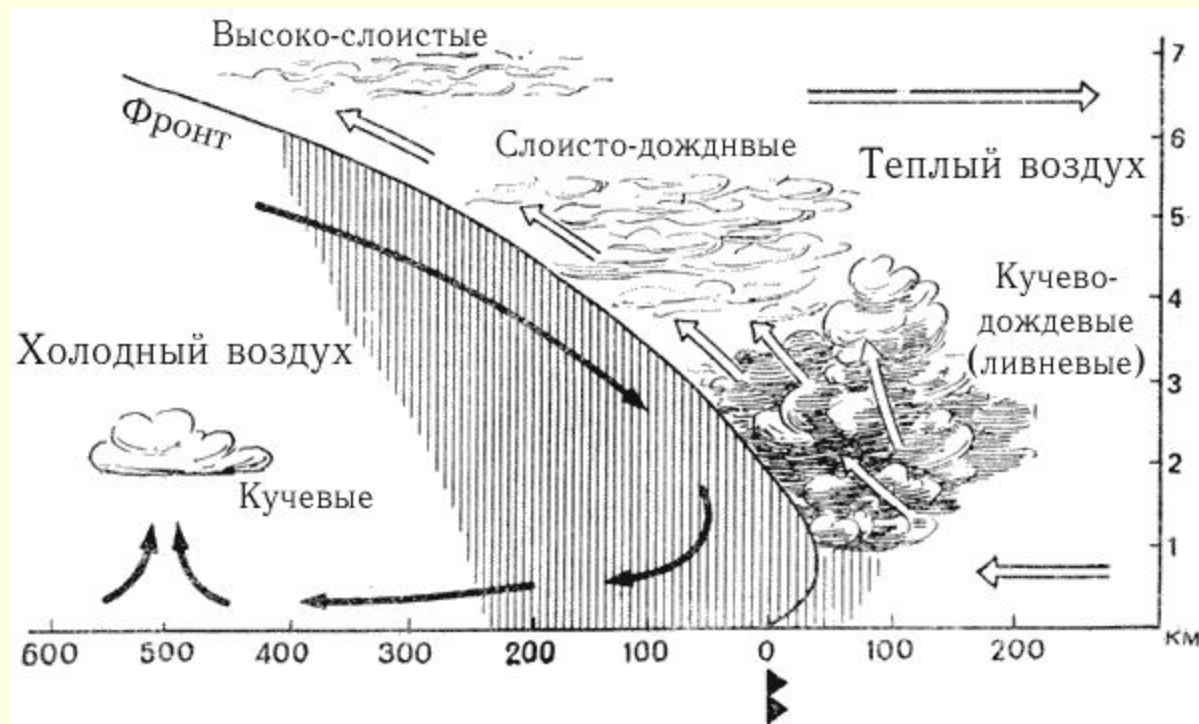 Высоко-слоистые
7
Фронт
6
Слоисто-дожднвые
Теплый воздух
5
Кучево-
дождевые
(ливневые)
4
Холодный воздух
3
2
Кучевые
1
600 500 400 300 200 100 0 100 200 км